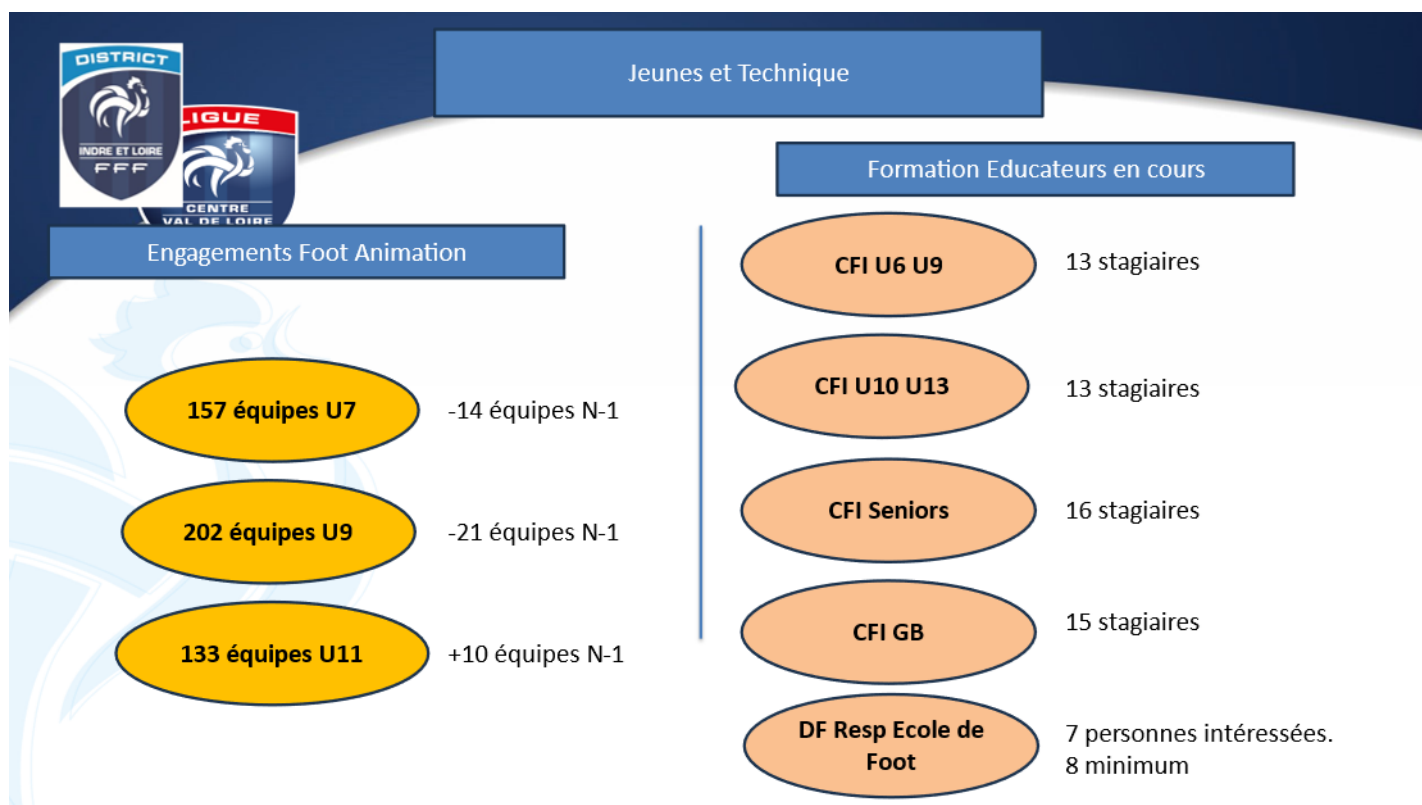 DISTRICT
INDRE ET LOIRE
FFF
LIGUE
CENTRE
VAL DE LOIRE
Jeunes et Technique
Engagements Foot Animation
157 équipes U7
-14 équipes N-1
202 équipes U9
-21 équipes N-1
133 équipes U11
+10 équipes N-1
Formation Educateurs en cours
CFI U6 U9
13 stagiaires
CFI U10 U13
13 stagiaires
CFI Seniors
16 stagiaires
CFI GB
15 stagiaires
DF Resp Ecole de
Foot
7 personnes intéressées.
8 minimum